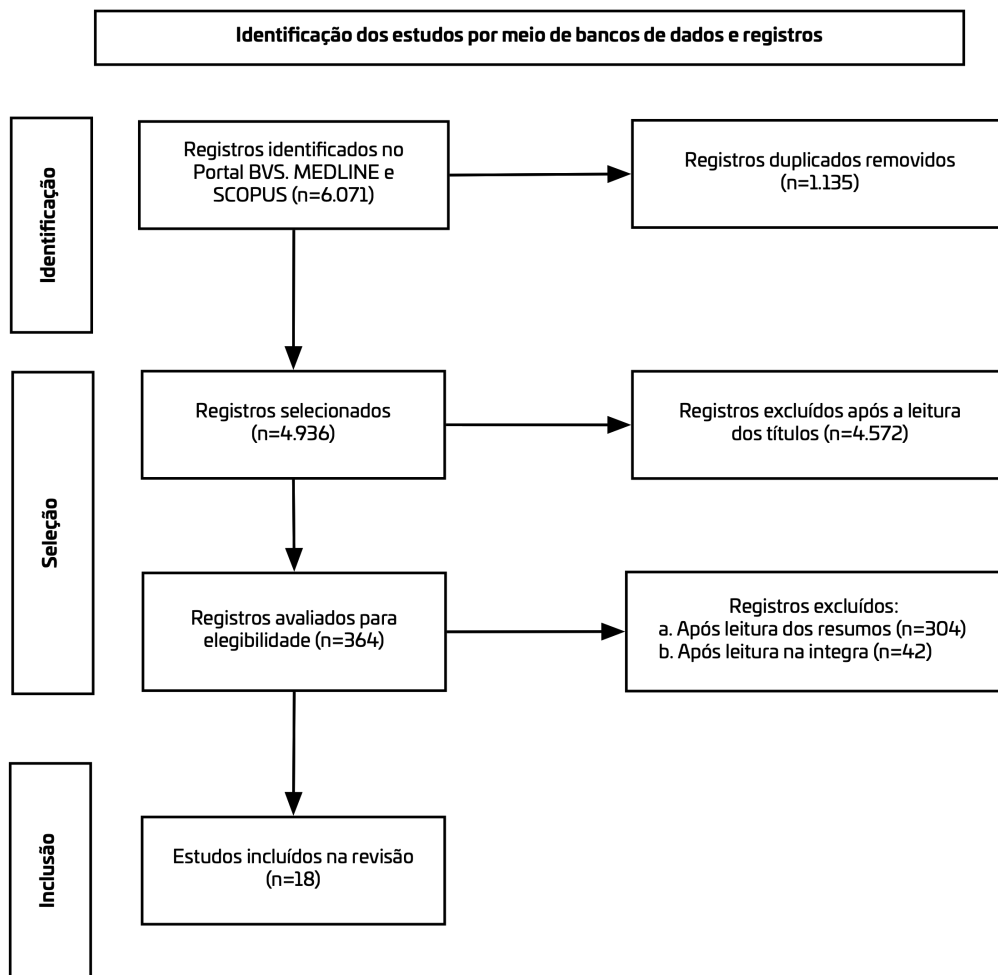 Identificação dos estudos por meio de bancos de dados e registros
Identificação
Registros identificados no
Portal BVS. MEDLINE e
SCOPUS (n=6.071)
Registros duplicados removidos
(n=1.135)
Seleção
Registros selecionados
(n=4.936)
Registros excluídos após a leitura
dos títulos (n=4.572)
Registros avaliados para
elegibilidade (n=364)
Registros excluídos:
a. Após leitura dos resumos (n=304)
b. Após leitura na integra (n=42)
Inclusão
Estudos incluídos na revisão
(n=18)